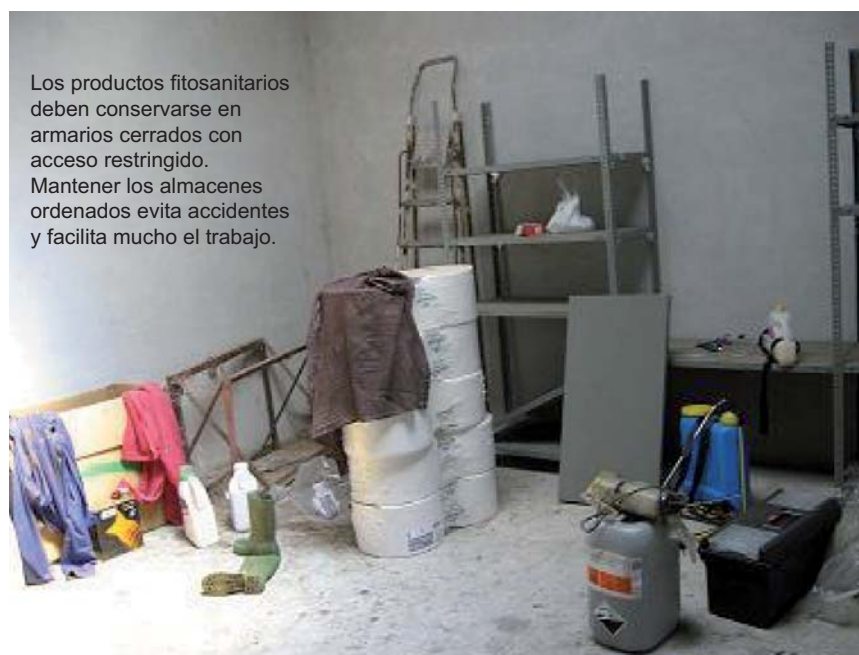 Los productos fitosanitarios
deben conservarse en
armarios cerrados con
acceso restringido.
Mantener los almacenes
ordenados evita accidentes
y facilita mucho el trabajo.